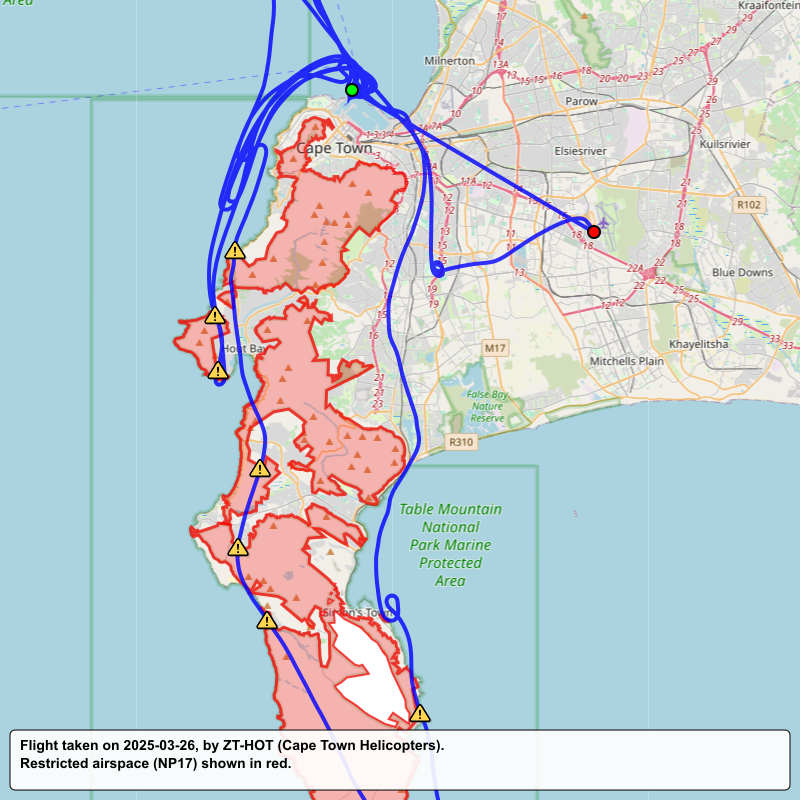 Area
Kraaifontein
Milnerton
Parow
Cape Town
Elsiesrivier
Kuilsrivier
R102
Blue Downs
Hout Bay
M17
Khayelitsha
Mitchells Plain
False Bay
Nature
Reserve
R310
Table Mountain
National
Park Marine
Protected
Area
Simon's Town
Flight taken on 2025-03-26, by ZT-HOT (Cape Town Helicopters).
Restricted airspace (NP17) shown in red.